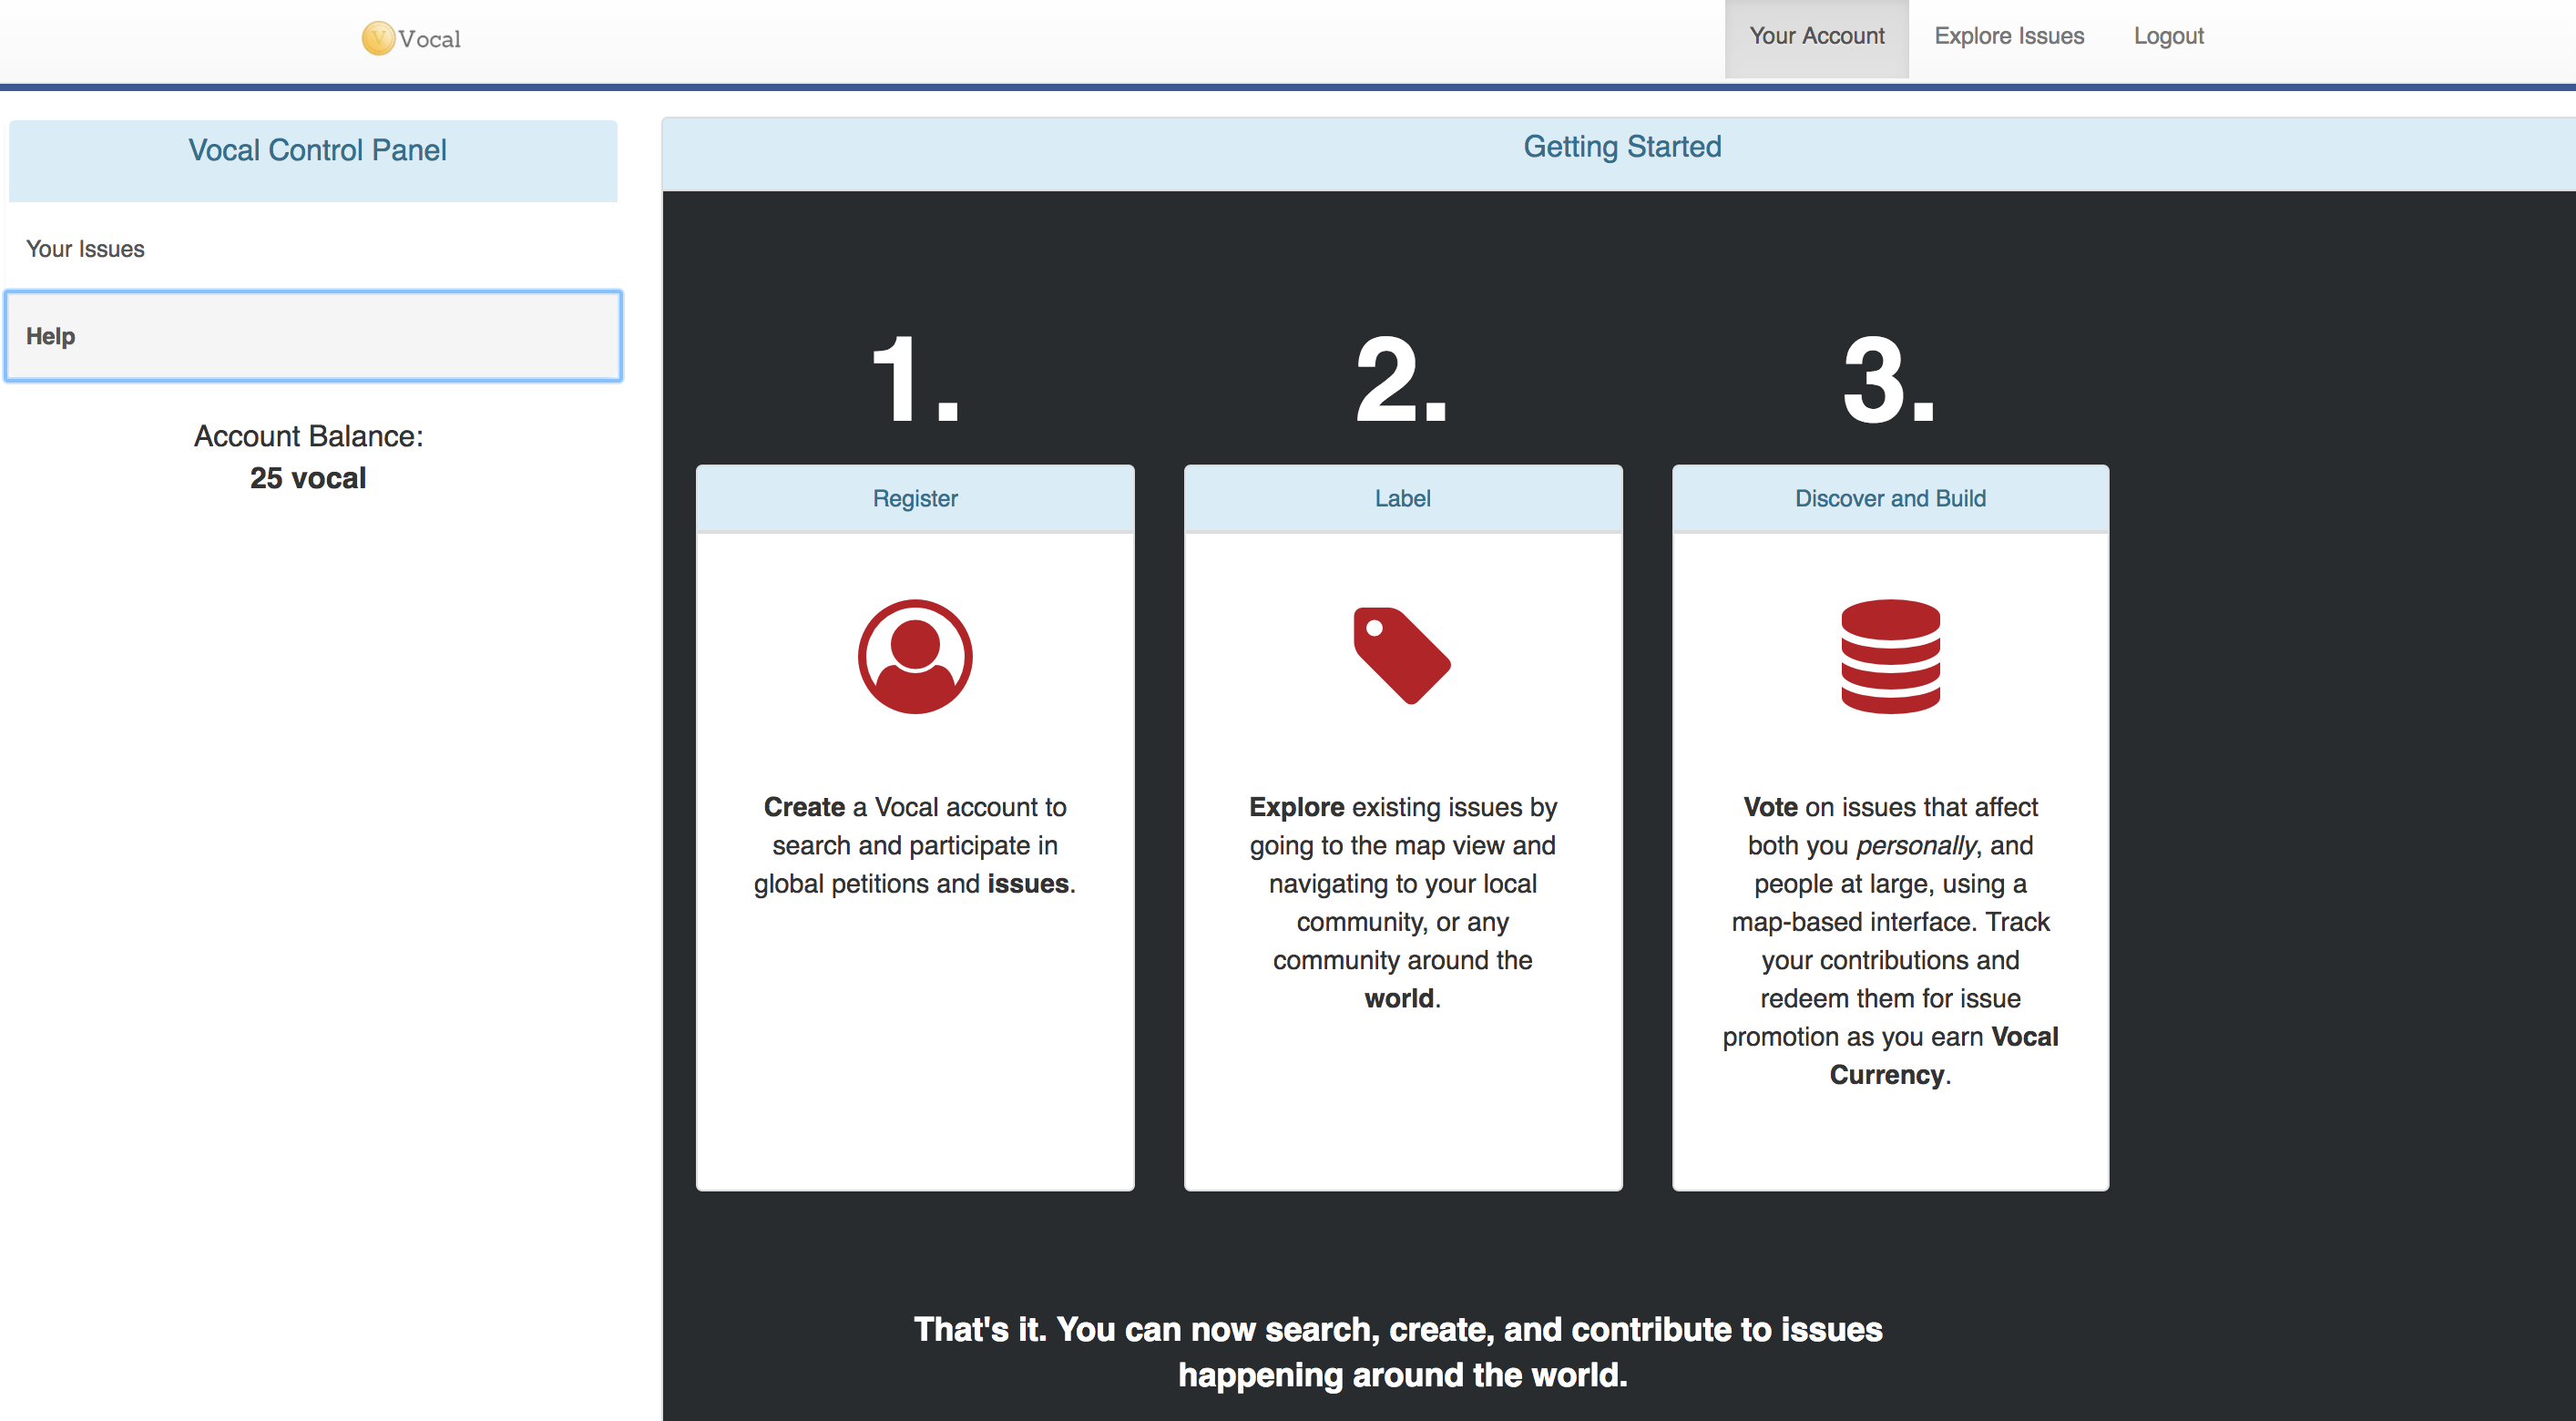 V Vocal
Your Account
Explore Issues
Logout
Vocal Control Panel
Your Issues
Help
Account Balance:
25 vocal
Getting Started
1.
Register
Create a Vocal account to
search and participate in
global petitions and issues.
2.
Label
Explore existing issues by
going to the map view and
navigating to your local
community, or any
community around the
world.
3.
Discover and Build
Vote on issues that affect
both you personally, and
people at large, using a
map-based interface. Track
your contributions and
redeem them for issue
promotion as you earn Vocal
Currency.
That's it. You can now search, create, and contribute to issues
happening around the world.